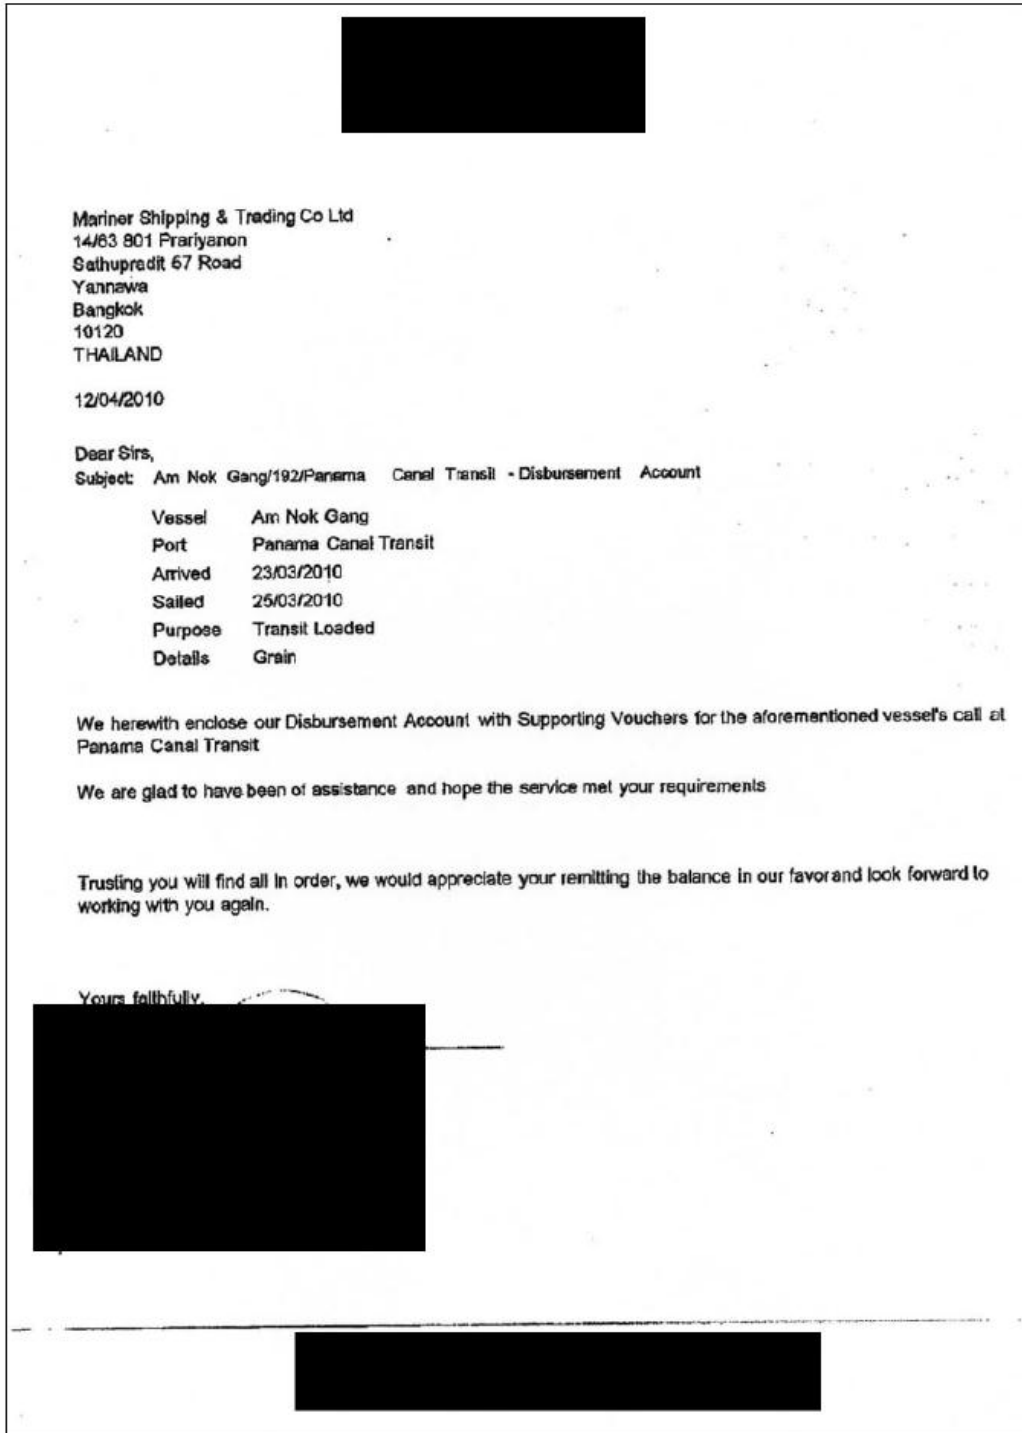 Mariner Shipping & Trading Co Ltd
14/63 801 Prariyanon
Sathupradit 67 Road
Yannawa
Bangkok
10120
THAILAND
12/04/2010
Dear Sirs,
Subject: Am Nok Gang/192/Panama Canal Transit - Disbursement Account
Vessel Am Nok Gang
Port Panama Canal Transit
Arrived 23/03/2010
Sailed 25/03/2010
Purpose Transit Loaded
Details Grain
We herewith enclose our Disbursement Account with Supporting Vouchers for the aforementioned vessel's call at
Panama Canal Transit
We are glad to have been of assistance and hope the service met your requirements
Trusting you will find all in order, we would appreciate your remitting the balance in our favorand look forward to
working with you again.
Yours faithfully,